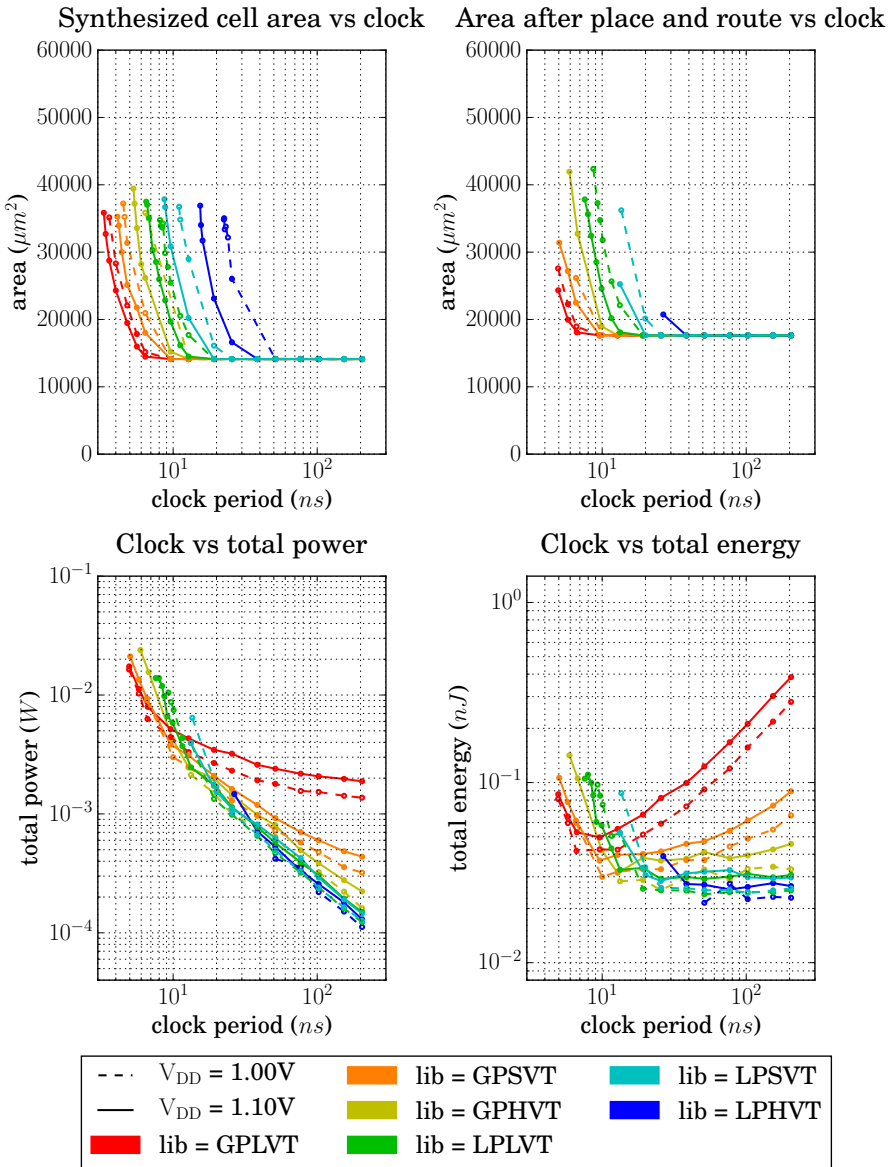 Synthesized cell area vs clock
60000
50000
40000
30000
20000
10000
0
area (μm²)
10¹
10²
clock period (ns)
Area after place and route vs clock
60000
50000
40000
30000
20000
10000
0
area (μm²)
10¹
10²
clock period (ns)
Clock vs total power
10⁻¹
10⁻²
10⁻³
10⁻⁴
total power (W)
10¹
10²
clock period (ns)
Clock vs total energy
10⁰
10⁻¹
10⁻²
total energy (nJ)
10¹
10²
clock period (ns)
V_DD = 1.00V
V_DD = 1.10V
lib = GPLVT
lib = GPSVT
lib = GPHVT
lib = LPLVT
lib = LPSVT
lib = LPHVT